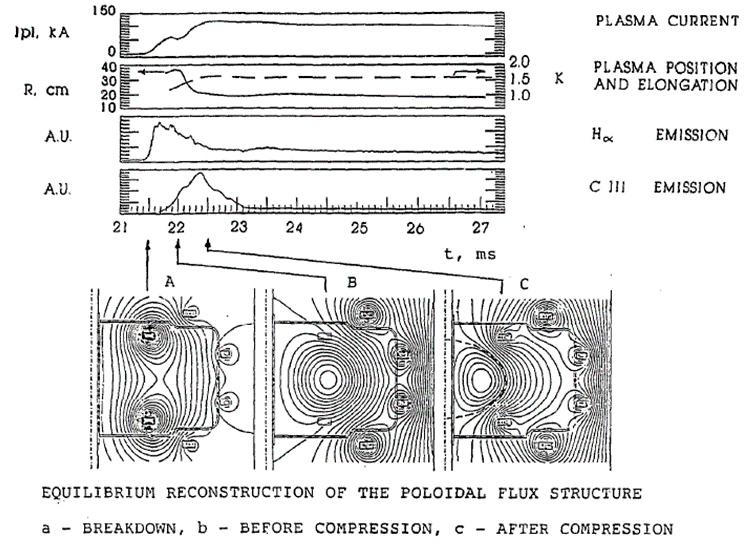 150
|pl, kA
0
PLASMA CURRENT
40
30
20
10
R, cm
2.0
1.5
1.0
K
PLASMA POSITION
AND ELONGATION
A.U.
H∝ EMISSION
A.U.
C III EMISSION
21 22 23 24 25 26 27
t, ms
A B C
EQUILIBRIUM RECONSTRUCTION OF THE POLOIDAL FLUX STRUCTURE
a - BREAKDOWN, b - BEFORE COMPRESSION, c - AFTER COMPRESSION